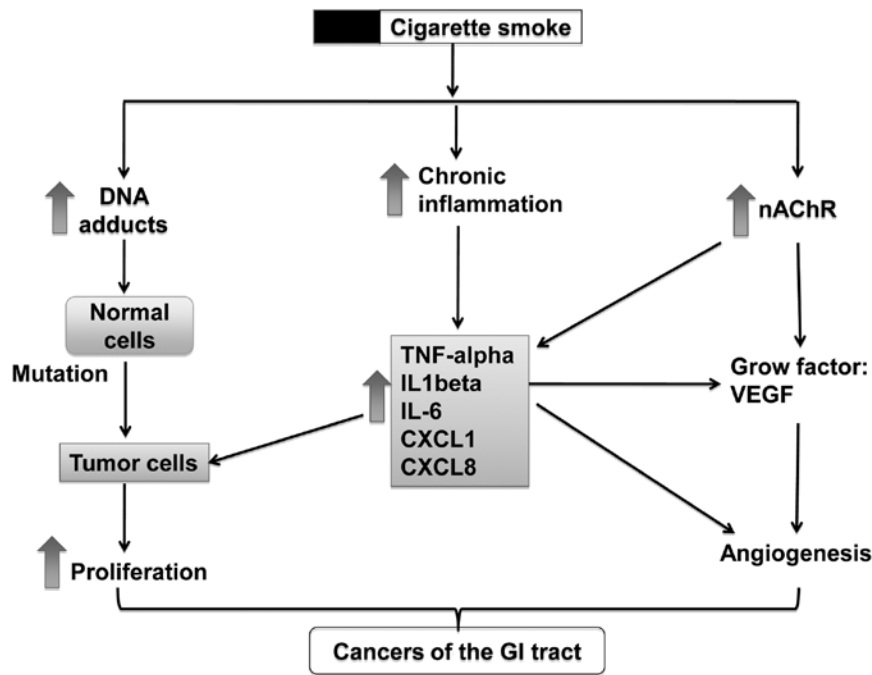 Cigarette smoke
DNA
adducts
Chronic
inflammation
nAChR
Normal
cells
Mutation
TNF-alpha
IL1beta
IL-6
CXCL1
CXCL8
Grow factor:
VEGF
Tumor cells
Proliferation
Angiogenesis
Cancers of the GI tract